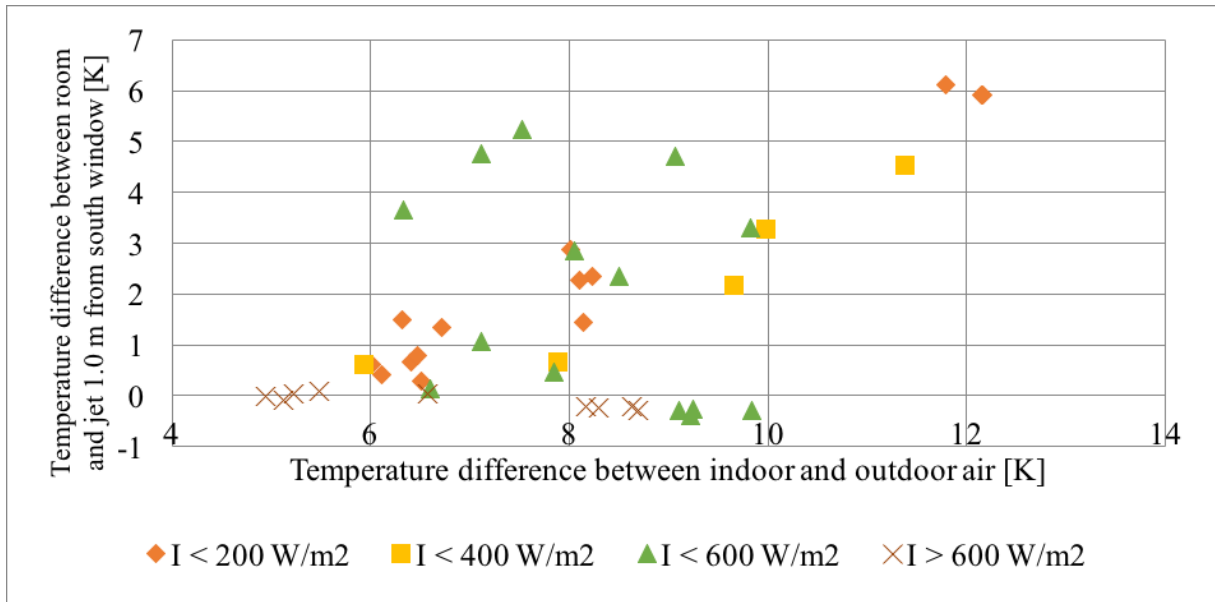 Temperature difference between room
and jet 1.0 m from south window [K]
7
6
5
4
3
2
1
0
-1
4 6 8 10 12 14
Temperature difference between indoor and outdoor air [K]
I < 200 W/m2 I < 400 W/m2 I < 600 W/m2 I > 600 W/m2